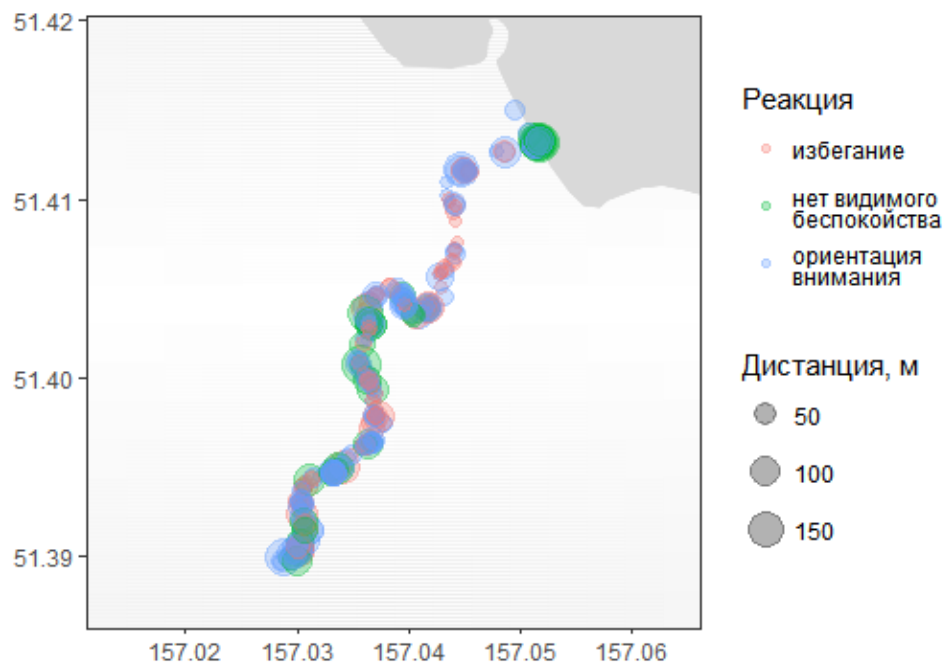 51.42
51.41
51.40
51.39
157.02 157.03 157.04 157.05 157.06
Реакция
избегание
нет видимого
беспокойства
ориентация
внимания
Дистанция, м
50
100
150